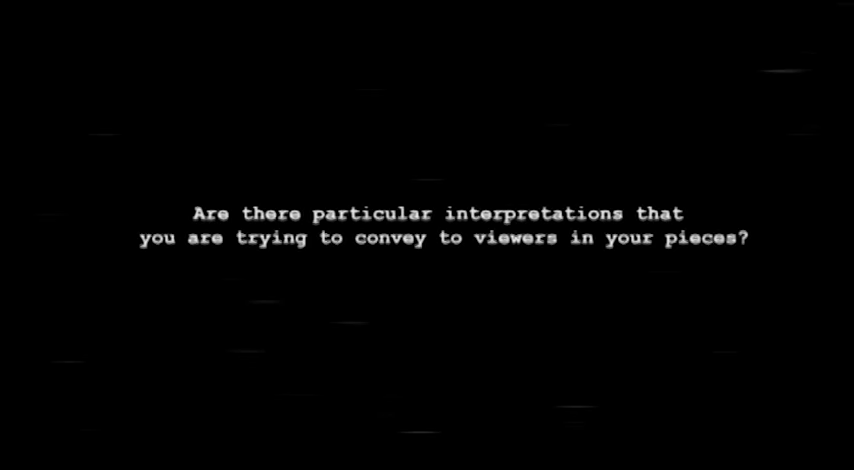 Are there particular interpretations that
you are trying to convey to viewers in your pieces?